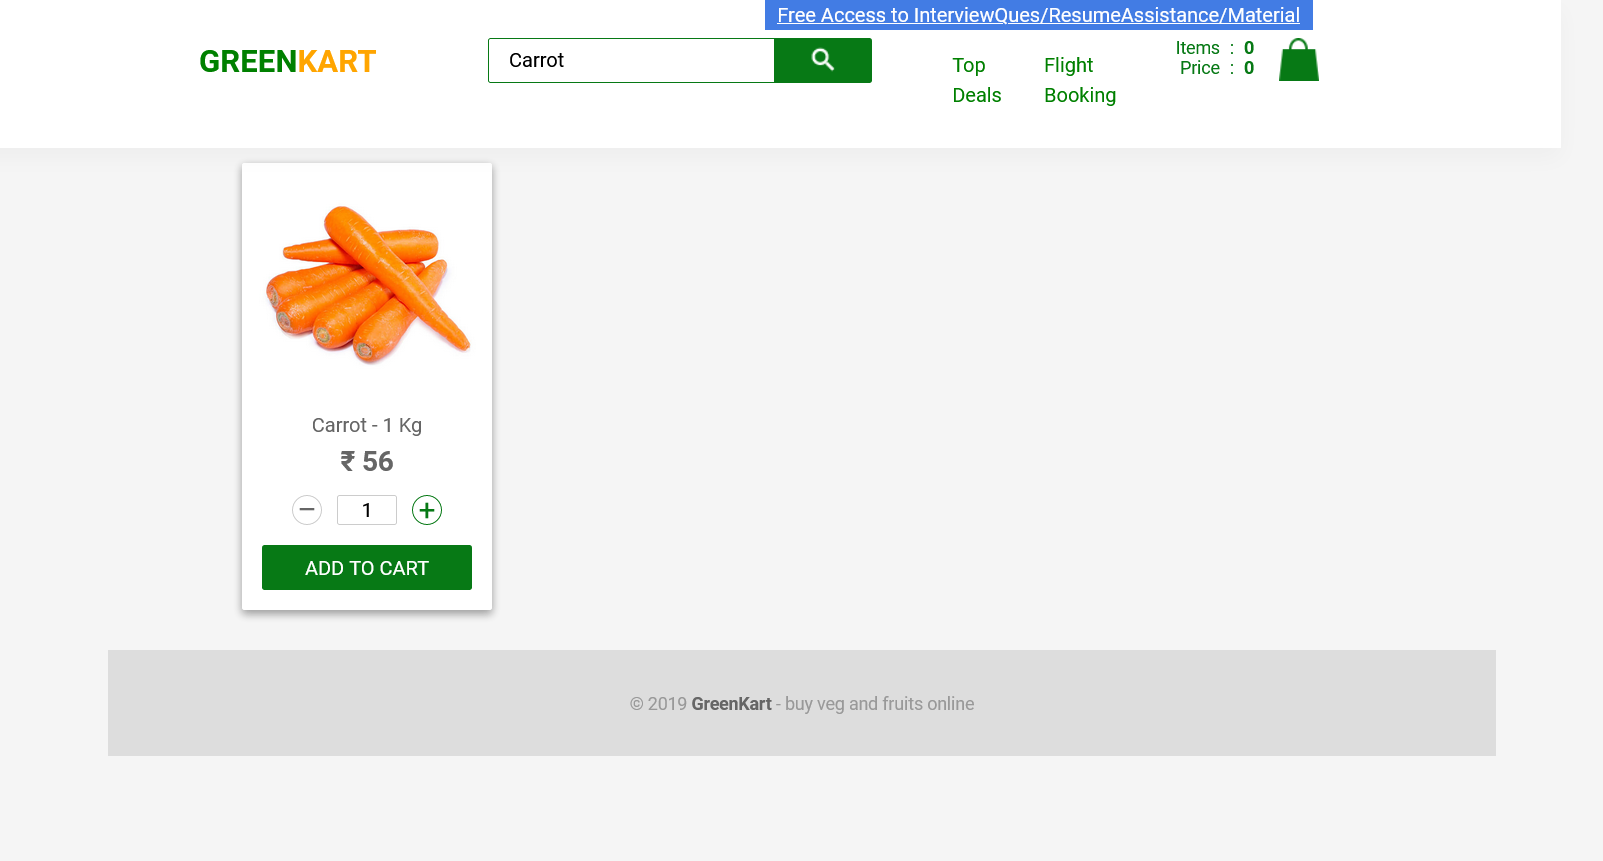 Free Access to InterviewQues/ResumeAssistance/Material
GREENKART
Carrot
Top Deals
Flight Booking
Items : 0
Price : 0
Carrot - 1 Kg
₹ 56
1
ADD TO CART
© 2019 GreenKart - buy veg and fruits online